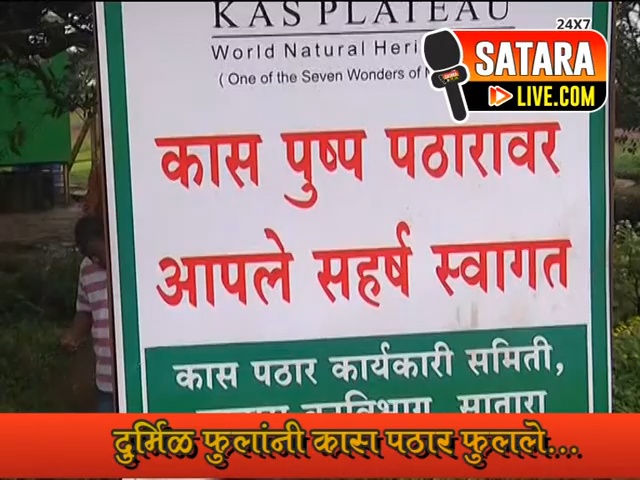 KAS PLATEAU
24X7
World Natural Heri
SATARA
( One of the Seven Wonders of
LIVE.COM
कास पुष्प पठारावर
आपले सहर्ष स्वागत
कास पठार कार्यकारी समिती,
सातारा
दुर्मिळ फुलांनी कास पठार फुलले...